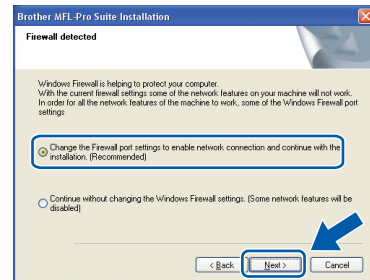 Brother MFL-Pro Suite Installation
Firewall detected
Windows Firewall is helping to protect your computer.
With the current firewall settings some of the network features on your machine will not work.
In order for all the network features of the machine to work, some of the Windows Firewall port
settings
Change the Firewall port settings to enable network connection and continue with the
installation. (Recommended)
Continue without changing the Windows Firewall settings. (Some network features will be
disabled)
< Back
Next >
Cancel